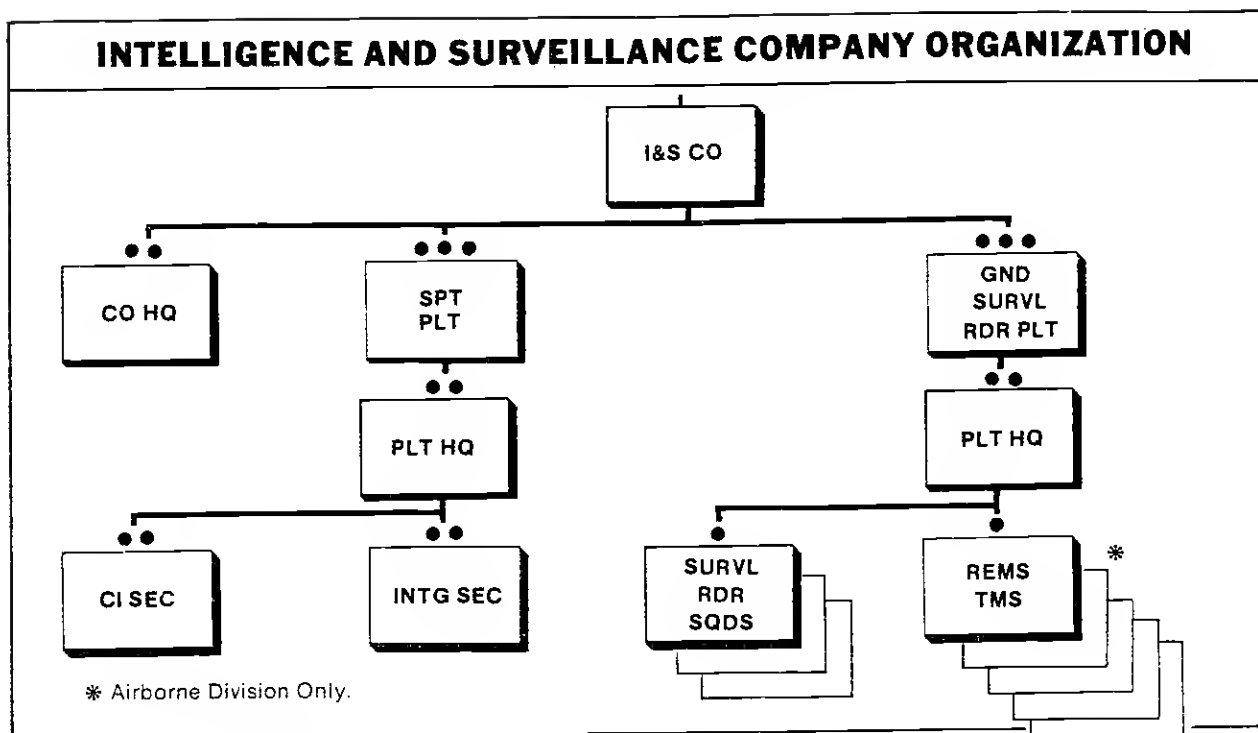 INTELLIGENCE AND SURVEILLANCE COMPANY ORGANIZATION
I&S CO
CO HQ
SPT
PLT
GND
SURVL
RDR PLT
PLT HQ
PLT HQ
CI SEC
INTG SEC
SURVL
RDR
SQDS
REMS
TMS
*
* Airborne Division Only.